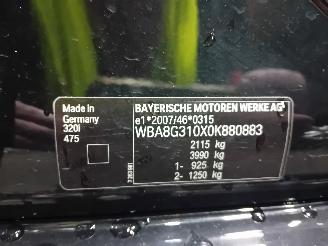 Made in
Germany
320I
475
BAYERISCHE MOTOREN WERKE AG
e1*2007/46*0315
WBA8G310X0K880883
2115 kg
3990 kg
1- 925 kg
2- 1250 kg